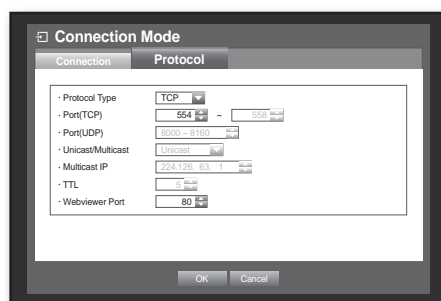 Connection Mode
Connection Protocol
· Protocol Type TCP
· Port(TCP) 554 ~ 558
· Port(UDP) 8000 ~ 8160
· Unicast/Multicast Unicast
· Multicast IP 224.126. 63. 1
· TTL 5
· Webviewer Port 80
OK Cancel